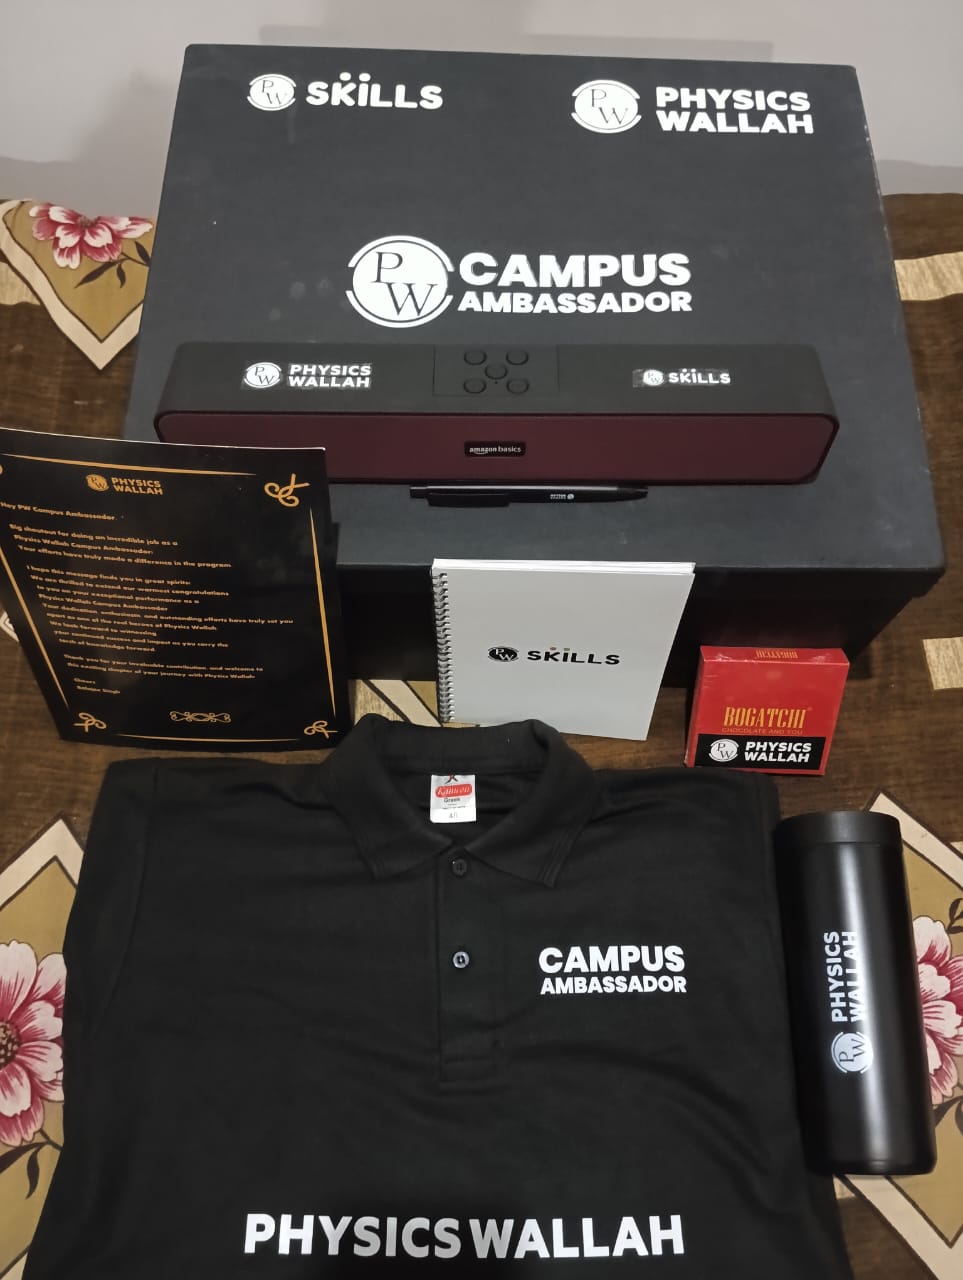 PW SKILLS
PW PHYSICS
WALLAH
PW CAMPUS
AMBASSADOR
PW PHYSICS
WALLAH
PW SKILLS
amazon basics
PW PHYSICS
WALLAH
Hey PW Campus Ambassador,
Big shoutout for doing an incredible job as a
Physics Wallah Campus Ambassador.
Your efforts have truly made a difference in the program
I hope this message finds you in great spirits.
We are thrilled to extend our warmest congratulations
to you on your exceptional performance as a
Physics Wallah Campus Ambassador
Your dedication, enthusiasm and outstanding efforts have truly set you
apart as one of the real heroes of Physics Wallah
We look forward to witnessing
your continued success and impact as you carry the
torch of knowledge forward
Thank you for your invaluable contribution and welcome to
this exciting chapter of your journey with Physics Wallah
Cheers
Singh
PW SKILLS
BOGATCHI
BOGATCHI
CHOCOLATE AND YOU
PW PHYSICS
WALLAH
40
CAMPUS
AMBASSADOR
PW PHYSICS
WALLAH
PHYSICS WALLAH